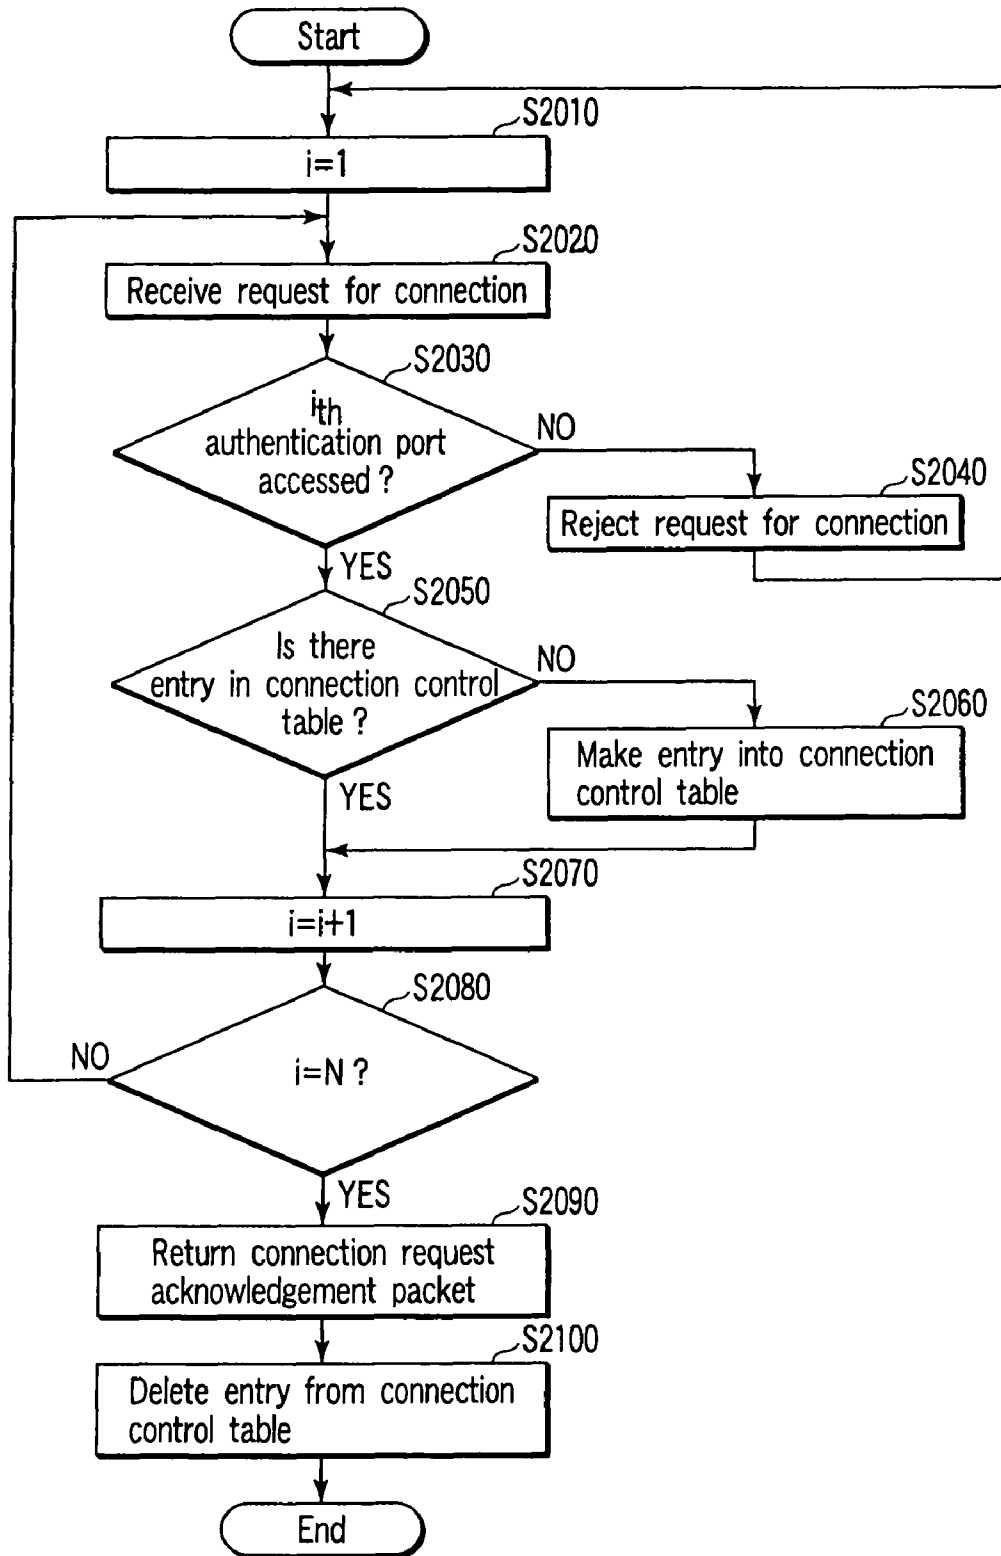 Start
S2010
i=1
S2020
Receive request for connection
S2030
ith
authentication port
accessed ?
NO
S2040
Reject request for connection
YES
S2050
Is there
entry in connection control
table ?
NO
S2060
Make entry into connection
control table
YES
S2070
i=i+1
S2080
NO
i=N ?
YES
S2090
Return connection request
acknowledgement packet
S2100
Delete entry from connection
control table
End